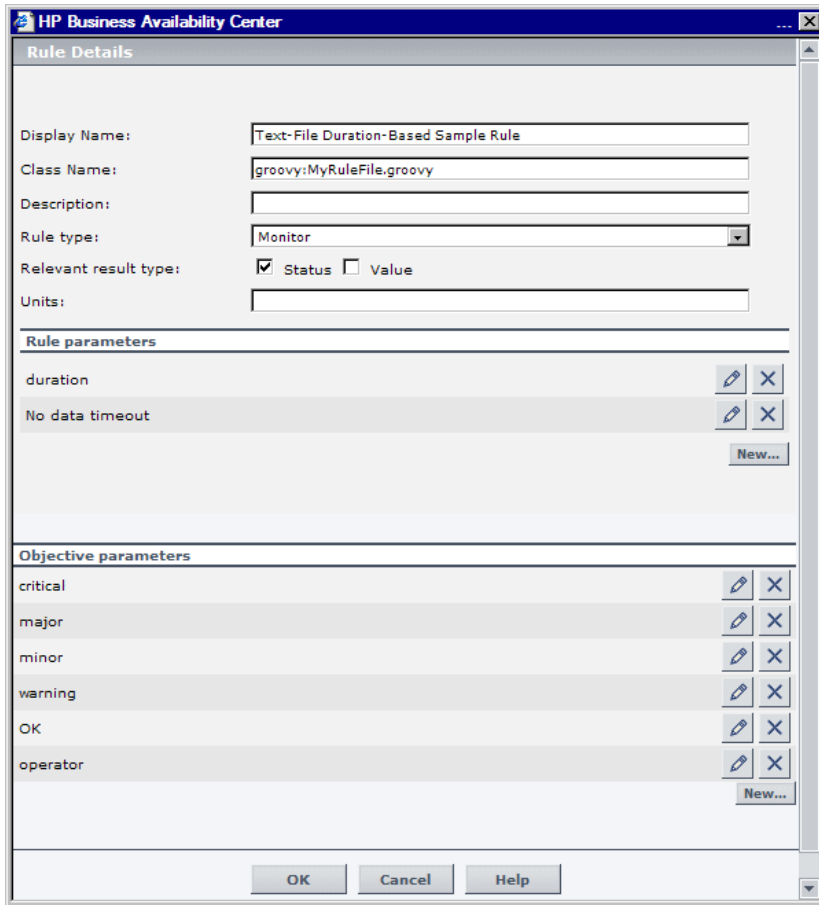 HP Business Availability Center ...
Rule Details
Display Name: Text-File Duration-Based Sample Rule
Class Name: groovy:MyRuleFile.groovy
Description:
Rule type: Monitor
Relevant result type: Status Value
Units:
Rule parameters
duration
No data timeout
New...
Objective parameters
critical
major
minor
warning
OK
operator
New...
OK Cancel Help